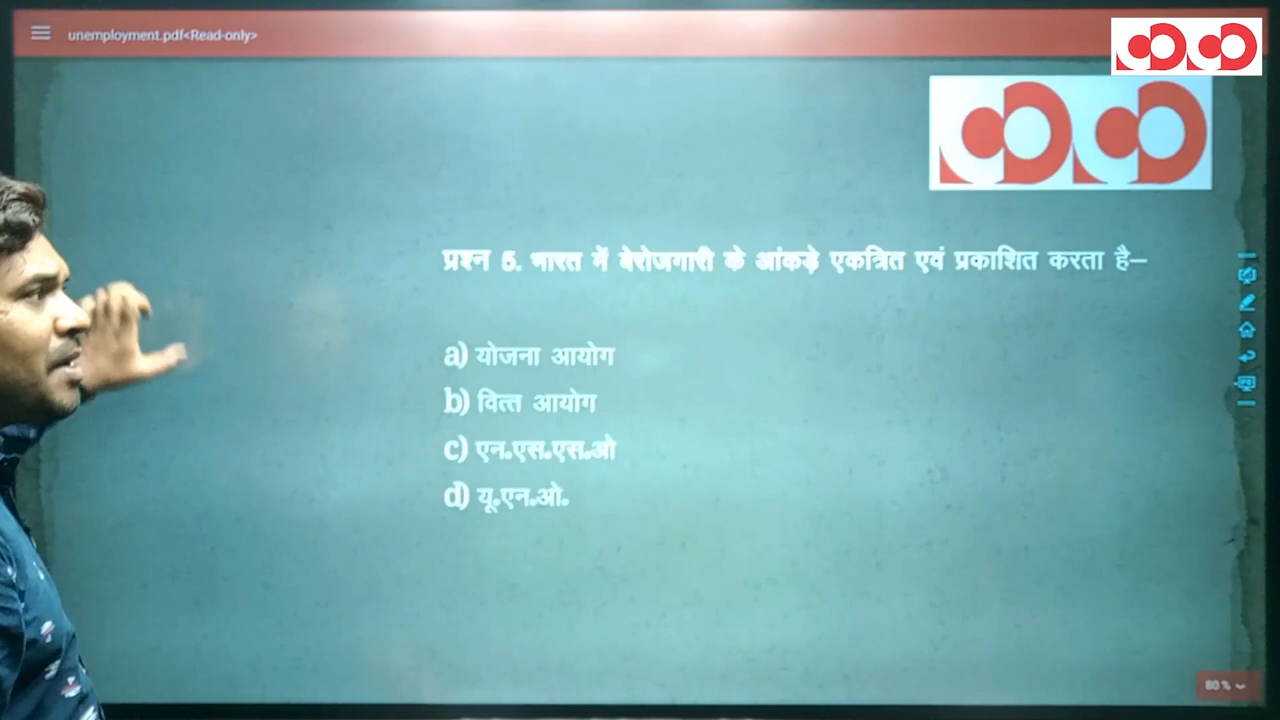 unemployment.pdf<Read-only>
प्रश्न 5. भारत में बेरोजगारी के आंकड़े एकत्रित एवं प्रकाशित करता है–
a) योजना आयोग
b) वित्त आयोग
c) एन.एस.एस.ओ
d) यू.एन.ओ.
80 %